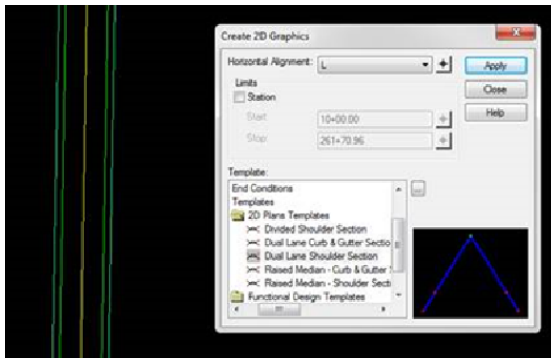 Create 2D Graphics
Horizontal Alignment: L
Apply
Limits
Close
Station
Help
Start: 10+00.00
Stop: 261+70.96
Template:
End Conditions
...
Templates
2D Plans Templates
Divided Shoulder Section
Dual Lane Curb & Gutter Sectio
Dual Lane Shoulder Section
Raised Median - Curb & Gutter
Raised Median - Shoulder Secti
Functional Design Templates